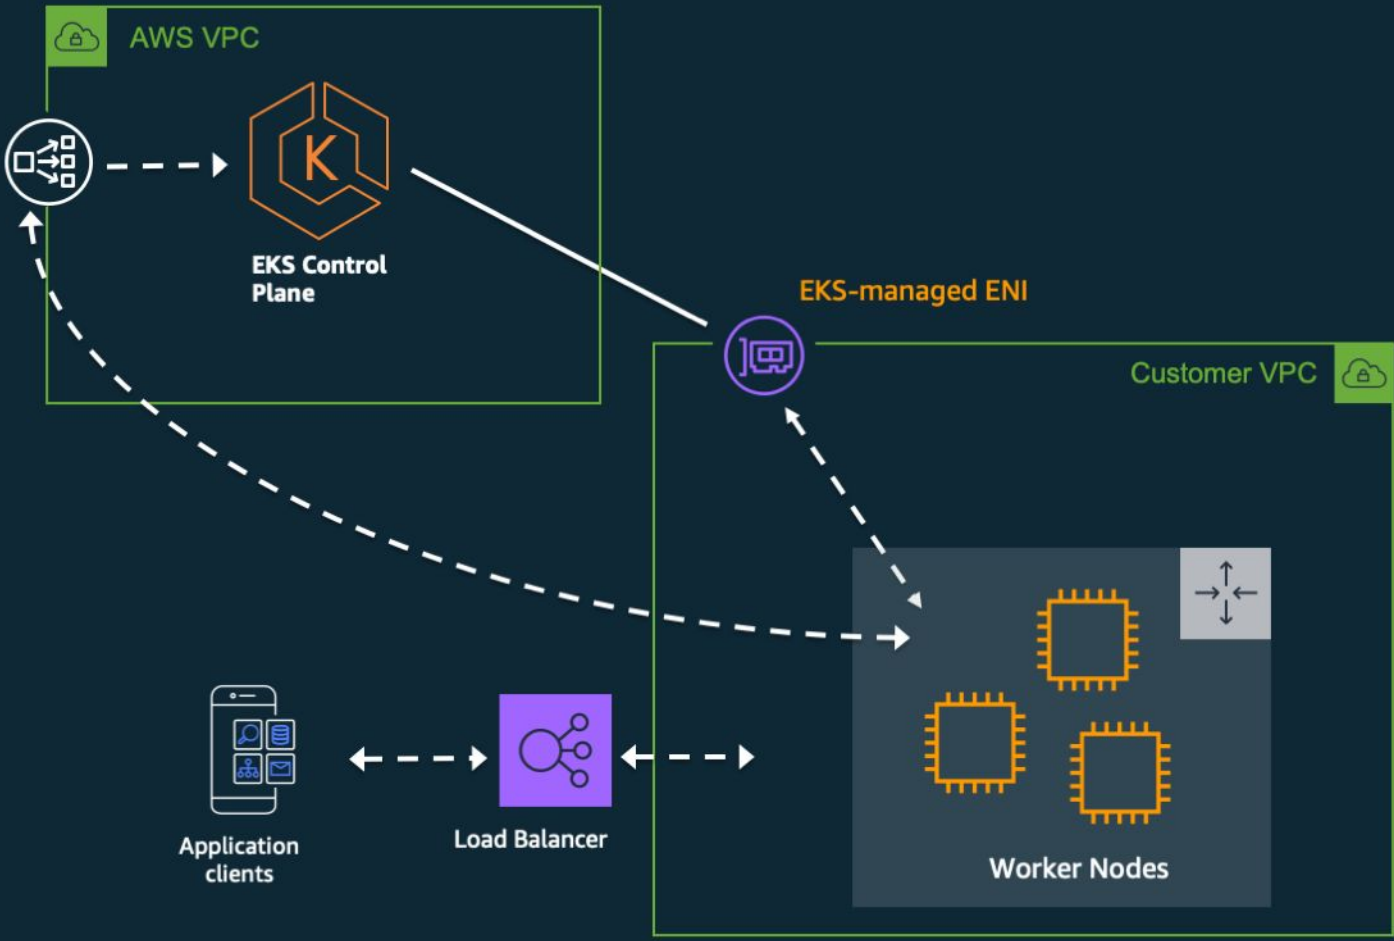 AWS VPC
K
EKS Control
Plane
EKS-managed ENI
Customer VPC
Application
clients
Load Balancer
Worker Nodes